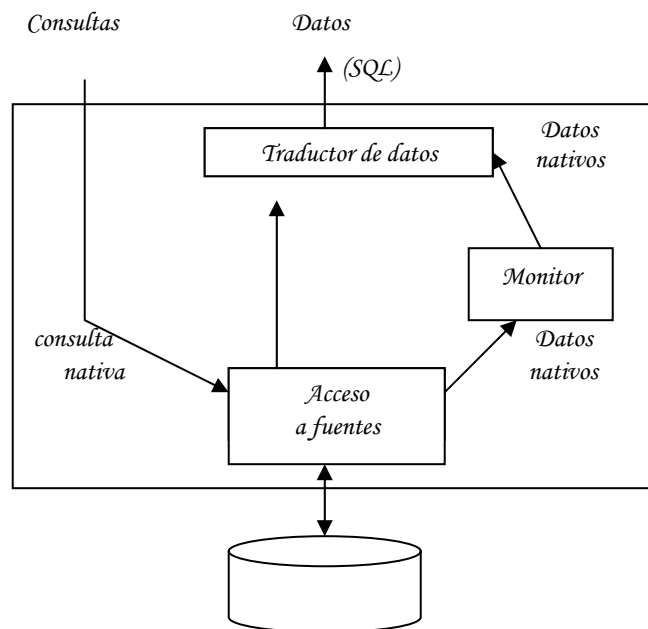 Consultas
Datos
(SQL)
Traductor de datos
Datos
nativos
Monitor
consulta
nativa
Datos
nativos
Acceso
a fuentes